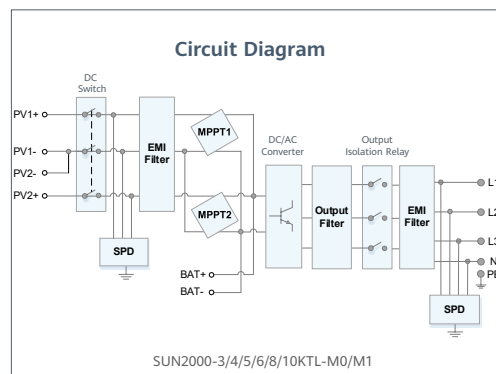 Circuit Diagram
DC
Switch
PV1+
PV1-
PV2-
PV2+
EMI
Filter
SPD
MPPT1
MPPT2
BAT+
BAT-
DC/AC
Converter
Output
Filter
Output
Isolation Relay
EMI
Filter
L1
L2
L3
N
PE
SPD
SUN2000-3/4/5/6/8/10KTL-M0/M1